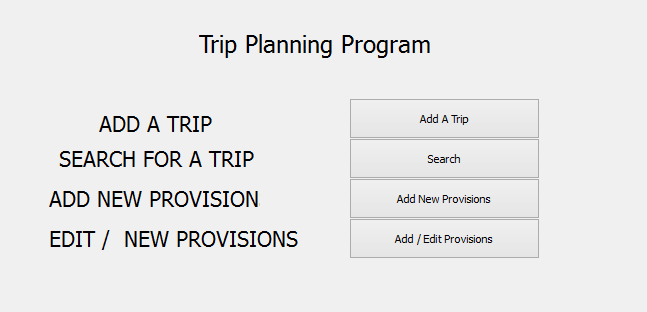 Trip Planning Program
ADD A TRIP
Add A Trip
SEARCH FOR A TRIP
Search
ADD NEW PROVISION
Add New Provisions
EDIT /  NEW PROVISIONS
Add / Edit Provisions